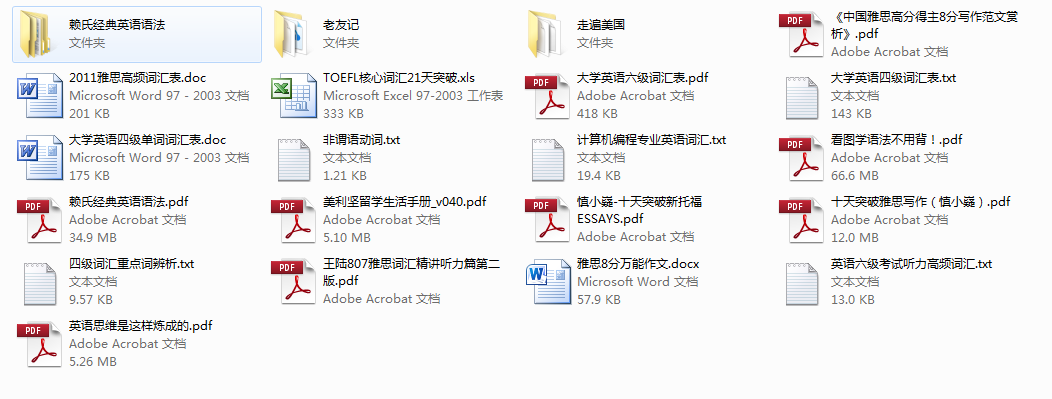 赖氏经典英语语法
文件夹
老友记
文件夹
走遍美国
文件夹
PDF
《中国雅思高分得主8分写作范文赏
析》.pdf
Adobe Acrobat 文档
2011雅思高频词汇表.doc
Microsoft Word 97 - 2003 文档
201 KB
TOEFL核心词汇21天突破.xls
Microsoft Excel 97-2003 工作表
333 KB
PDF
大学英语六级词汇表.pdf
Adobe Acrobat 文档
418 KB
大学英语四级词汇表.txt
文本文档
143 KB
大学英语四级单词词汇表.doc
Microsoft Word 97 - 2003 文档
175 KB
非谓语动词.txt
文本文档
1.21 KB
计算机编程专业英语词汇.txt
文本文档
19.4 KB
PDF
看图学语法不用背！.pdf
Adobe Acrobat 文档
66.6 MB
PDF
赖氏经典英语语法.pdf
Adobe Acrobat 文档
34.9 MB
PDF
美利坚留学生活手册_v040.pdf
Adobe Acrobat 文档
5.10 MB
PDF
慎小嶷-十天突破新托福
ESSAYS.pdf
Adobe Acrobat 文档
PDF
十天突破雅思写作（慎小嶷）.pdf
Adobe Acrobat 文档
12.0 MB
四级词汇重点词辨析.txt
文本文档
9.57 KB
PDF
王陆807雅思词汇精讲听力篇第二
版.pdf
Adobe Acrobat 文档
雅思8分万能作文.docx
Microsoft Word 文档
57.9 KB
英语六级考试听力高频词汇.txt
文本文档
13.0 KB
PDF
英语思维是这样炼成的.pdf
Adobe Acrobat 文档
5.26 MB